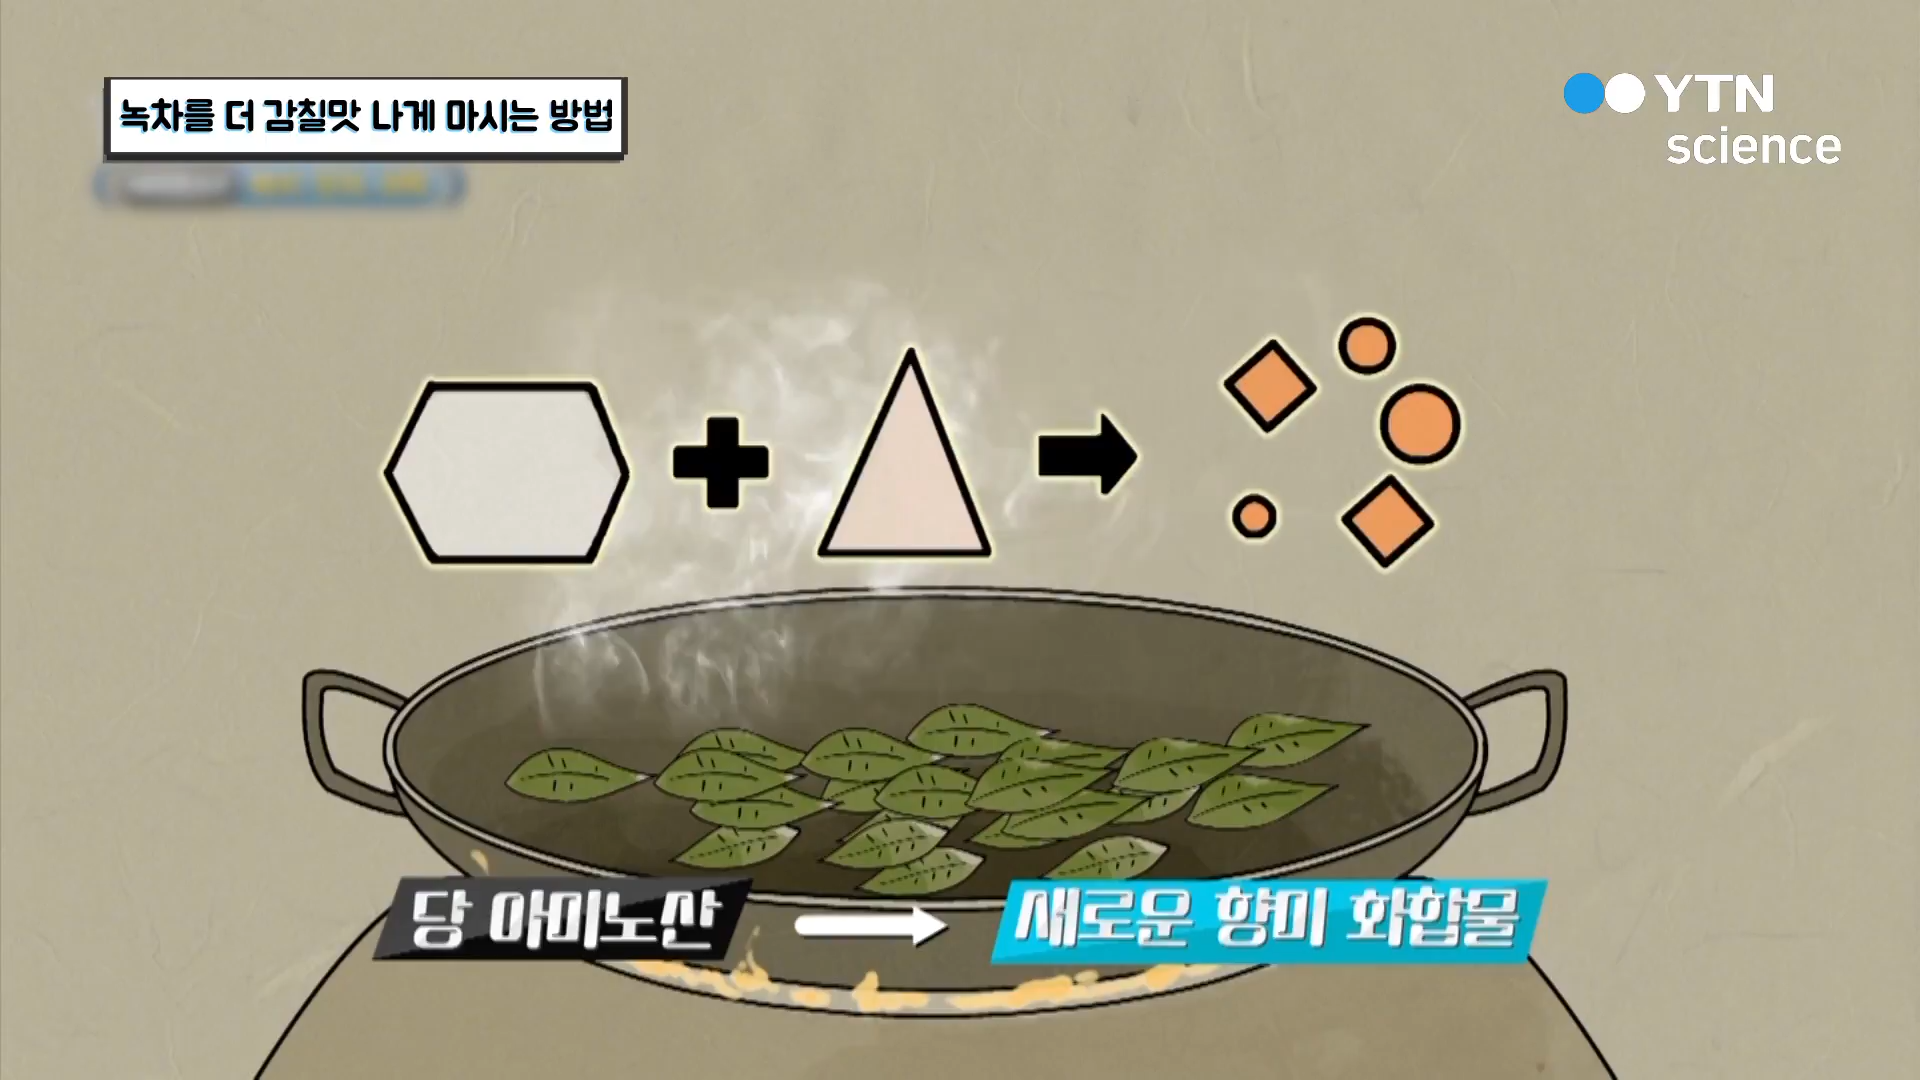 녹차를 더 감칠맛 나게 마시는 방법
YTN
science
당 아미노산
새로운 향미 화합물